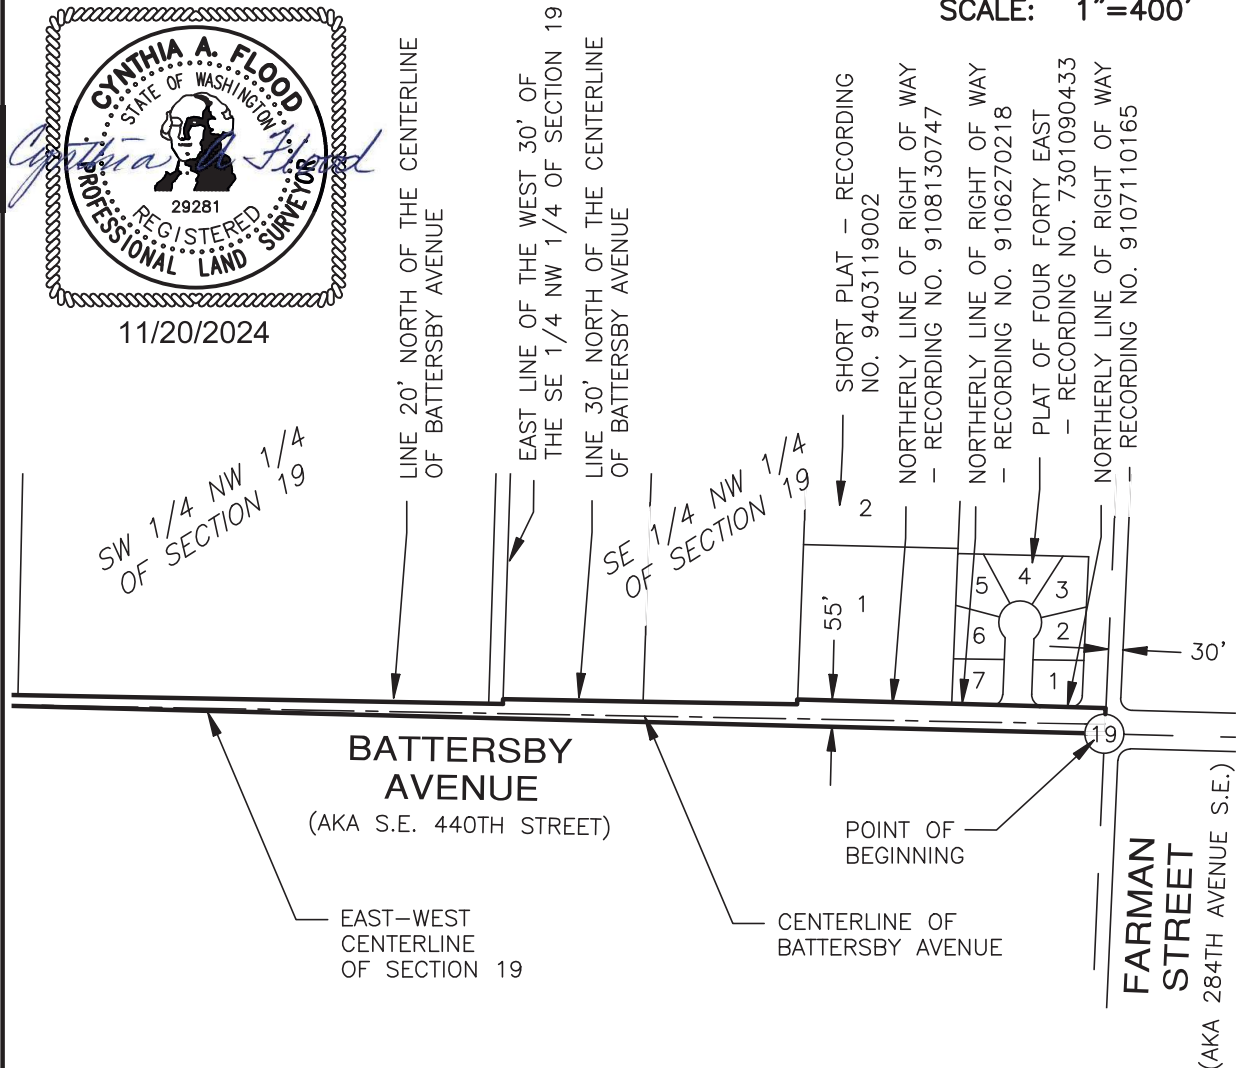 SCALE: 1"=400'
CYNTHIA A. FLOOD
STATE OF WASHINGTON
29281
REGISTERED
PROFESSIONAL LAND SURVEYOR
Cynthia A Flood
11/20/2024
LINE 20' NORTH OF THE CENTERLINE
OF BATTERSBY AVENUE
EAST LINE OF THE WEST 30' OF
THE SE 1/4 NW 1/4 OF SECTION 19
LINE 30' NORTH OF THE CENTERLINE
OF BATTERSBY AVENUE
SHORT PLAT – RECORDING
NO. 9403119002
NORTHERLY LINE OF RIGHT OF WAY
– RECORDING NO. 9108130747
NORTHERLY LINE OF RIGHT OF WAY
– RECORDING NO. 9106270218
PLAT OF FOUR FORTY EAST
– RECORDING NO. 7301090433
NORTHERLY LINE OF RIGHT OF WAY
– RECORDING NO. 9107110165
SW 1/4 NW 1/4
OF SECTION 19
SE 1/4 NW 1/4
OF SECTION 19
2
1
55'
5
4
3
6
2
7
1
30'
19
BATTERSBY
AVENUE
(AKA S.E. 440TH STREET)
POINT OF
BEGINNING
EAST–WEST
CENTERLINE
OF SECTION 19
CENTERLINE OF
BATTERSBY AVENUE
FARMAN
STREET
(AKA 284TH AVENUE S.E.)